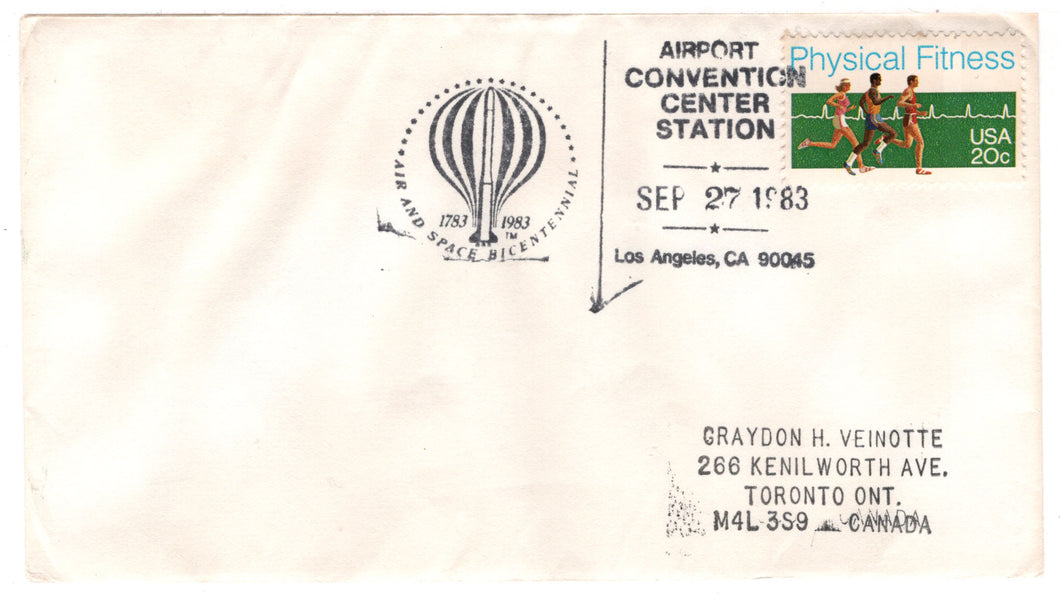 AIR AND SPACE BICENTENNIAL
1783 1983
TM
AIRPORT
CONVENTION
CENTER
STATION
SEP 27 1983
Los Angeles, CA 90045
Physical Fitness
USA
20c
GRAYDON H. VEINOTTE
266 KENILWORTH AVE.
TORONTO ONT.
M4L 3S9 CANADA